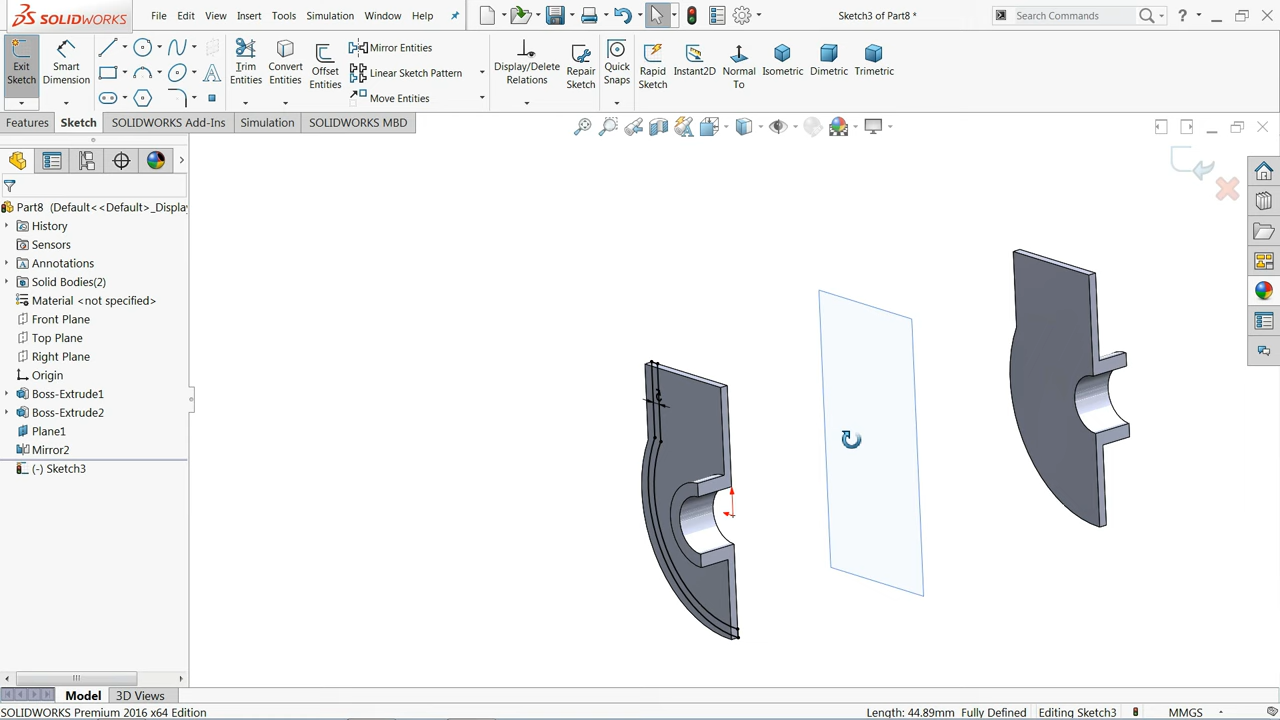 SOLIDWORKS
File Edit View Insert Tools Simulation Window Help
Sketch3 of Part8 *
Search Commands
?
Exit Sketch
Smart Dimension
Trim Entities
Convert Entities
Offset Entities
Mirror Entities
Linear Sketch Pattern
Move Entities
Display/Delete Relations
Repair Sketch
Quick Snaps
Rapid Sketch
Instant2D
Normal To
Isometric
Dimetric
Trimetric
Features Sketch SOLIDWORKS Add-Ins Simulation SOLIDWORKS MBD
Part8 (Default<<Default>_Displa
History
Sensors
Annotations
Solid Bodies(2)
Material <not specified>
Front Plane
Top Plane
Right Plane
Origin
Boss-Extrude1
Boss-Extrude2
Plane1
Mirror2
(-) Sketch3
5
Model 3D Views
SOLIDWORKS Premium 2016 x64 Edition
Length: 44.89mm Fully Defined Editing Sketch3 MMGS